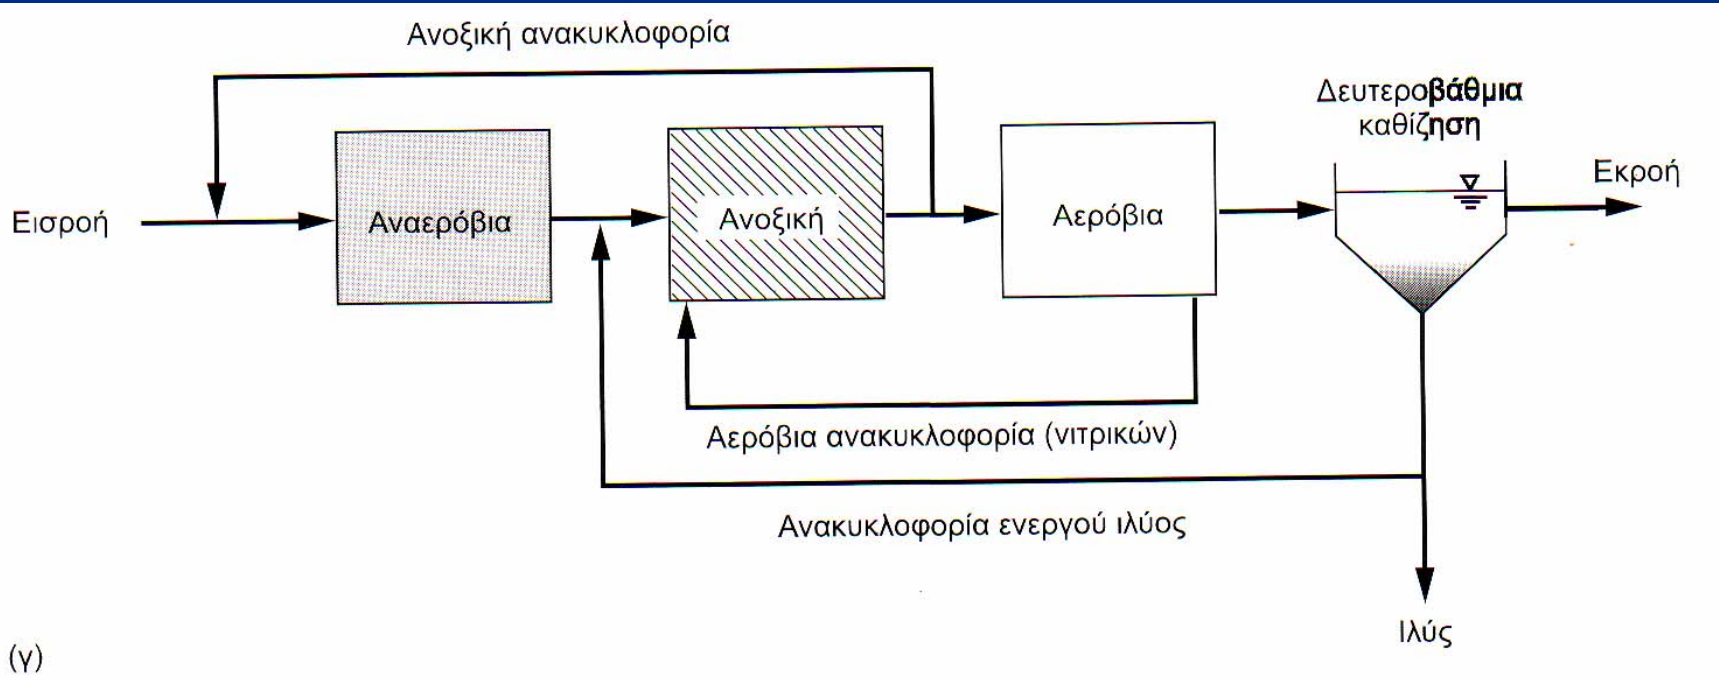 Ανοξική ανακυκλοφορία
Δευτεροβάθμια
καθίζηση
Εισροή
Αναερόβια
Ανοξική
Αερόβια
Εκροή
Αερόβια ανακυκλοφορία (νιτρικών)
Ανακυκλοφορία ενεργού ιλύος
Ιλύς
(γ)